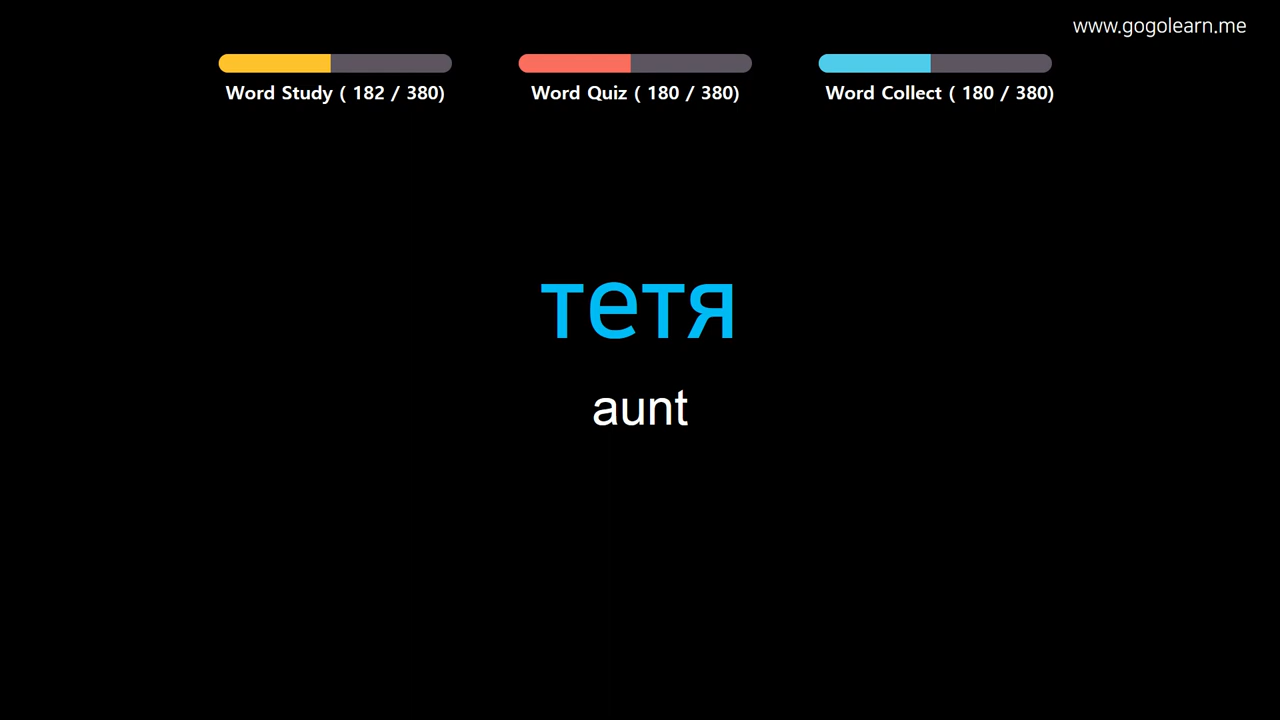 www.gogolearn.me
Word Study ( 182 / 380)
Word Quiz ( 180 / 380)
Word Collect ( 180 / 380)
тетя
aunt